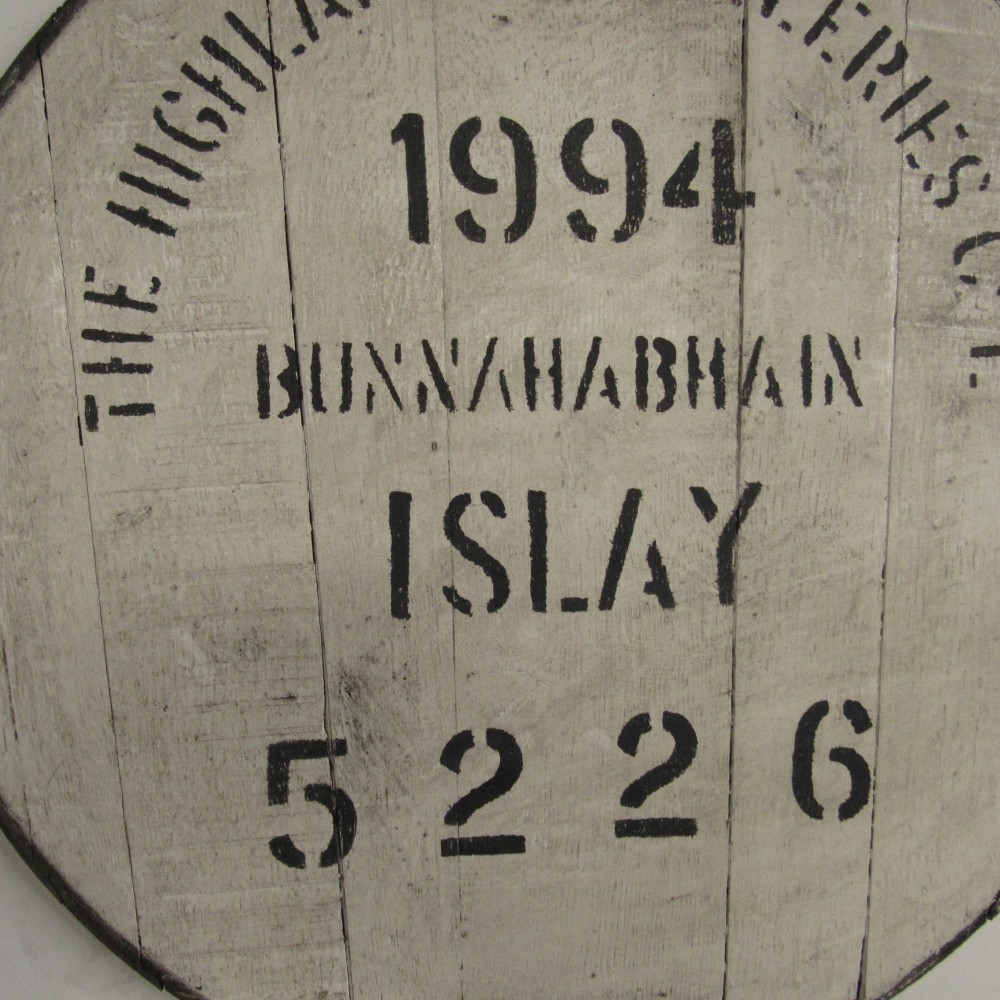 THE
1994
BUNNAHABHAIN
ISLAY
5226